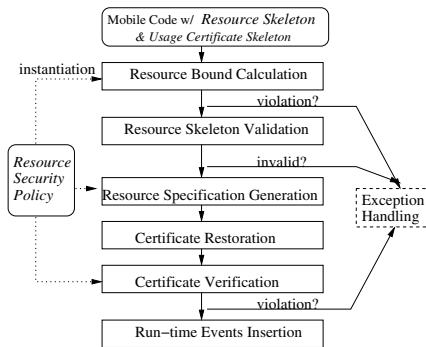 Mobile Code w/ Resource Skeleton
& Usage Certificate Skeleton
instantiation
Resource Bound Calculation
violation?
Resource Skeleton Validation
invalid?
Resource
Security
Policy
Resource Specification Generation
Exception
Handling
Certificate Restoration
Certificate Verification
violation?
Run−time Events Insertion